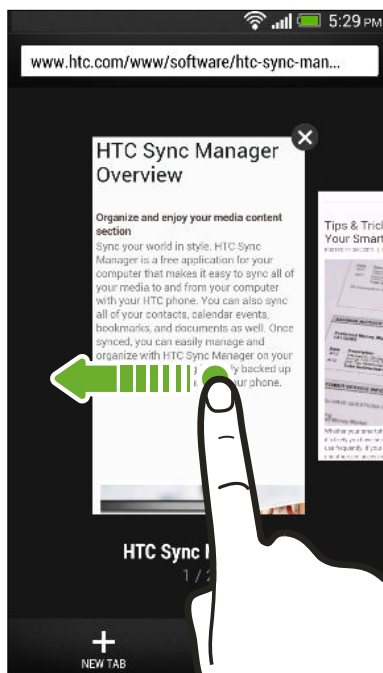 5:29 PM
www.htc.com/www/software/htc-sync-man...
HTC Sync Manager
Overview
Organize and enjoy your media content
section
Sync your world in style. HTC Sync
Manager is a free application for your
computer that makes it easy to sync all of
your media to and from your computer
with your HTC phone. You can also sync
all of your contacts, calendar events,
bookmarks, and documents as well. Once
synced, you can easily manage and
organize with HTC Sync Manager on your
backed up
your phone.
Tips & Trick
Your Smart
HTC Sync
1 / 2
NEW TAB